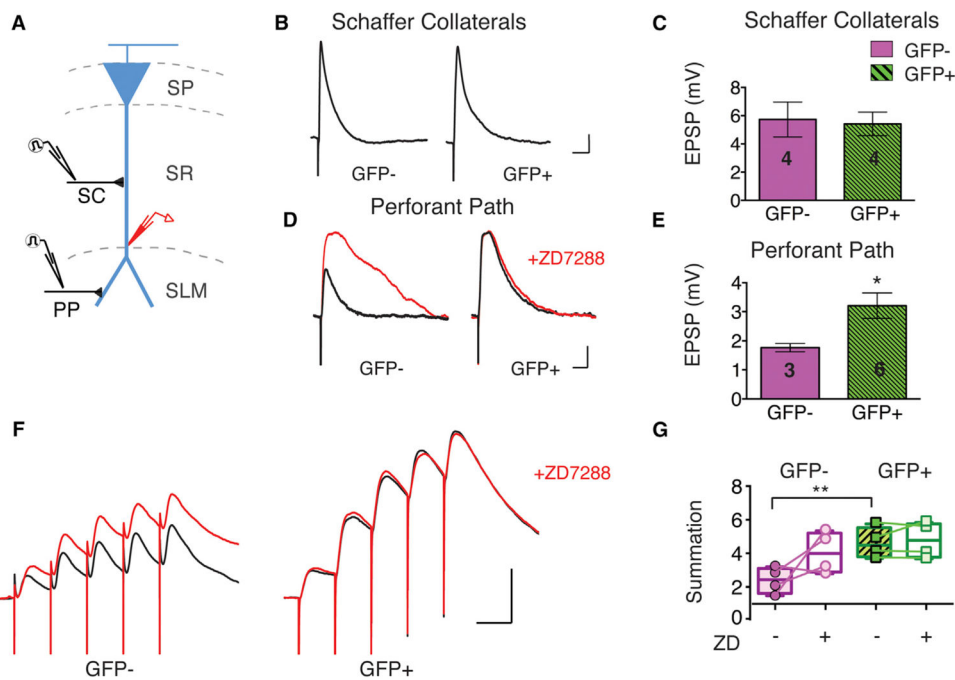 A
SP
SR
SC
SLM
PP
B
Schaffer Collaterals
GFP-
GFP+
C
Schaffer Collaterals
GFP-
GFP+
EPSP (mV)
8
6
4
2
0
4
4
GFP-
GFP+
D
Perforant Path
+ZD7288
GFP-
GFP+
E
Perforant Path
EPSP (mV)
4
3
2
1
0
*
3
6
GFP-
GFP+
F
+ZD7288
GFP-
GFP+
G
GFP-
GFP+
**
Summation
8
6
4
2
0
ZD
-
+
-
+